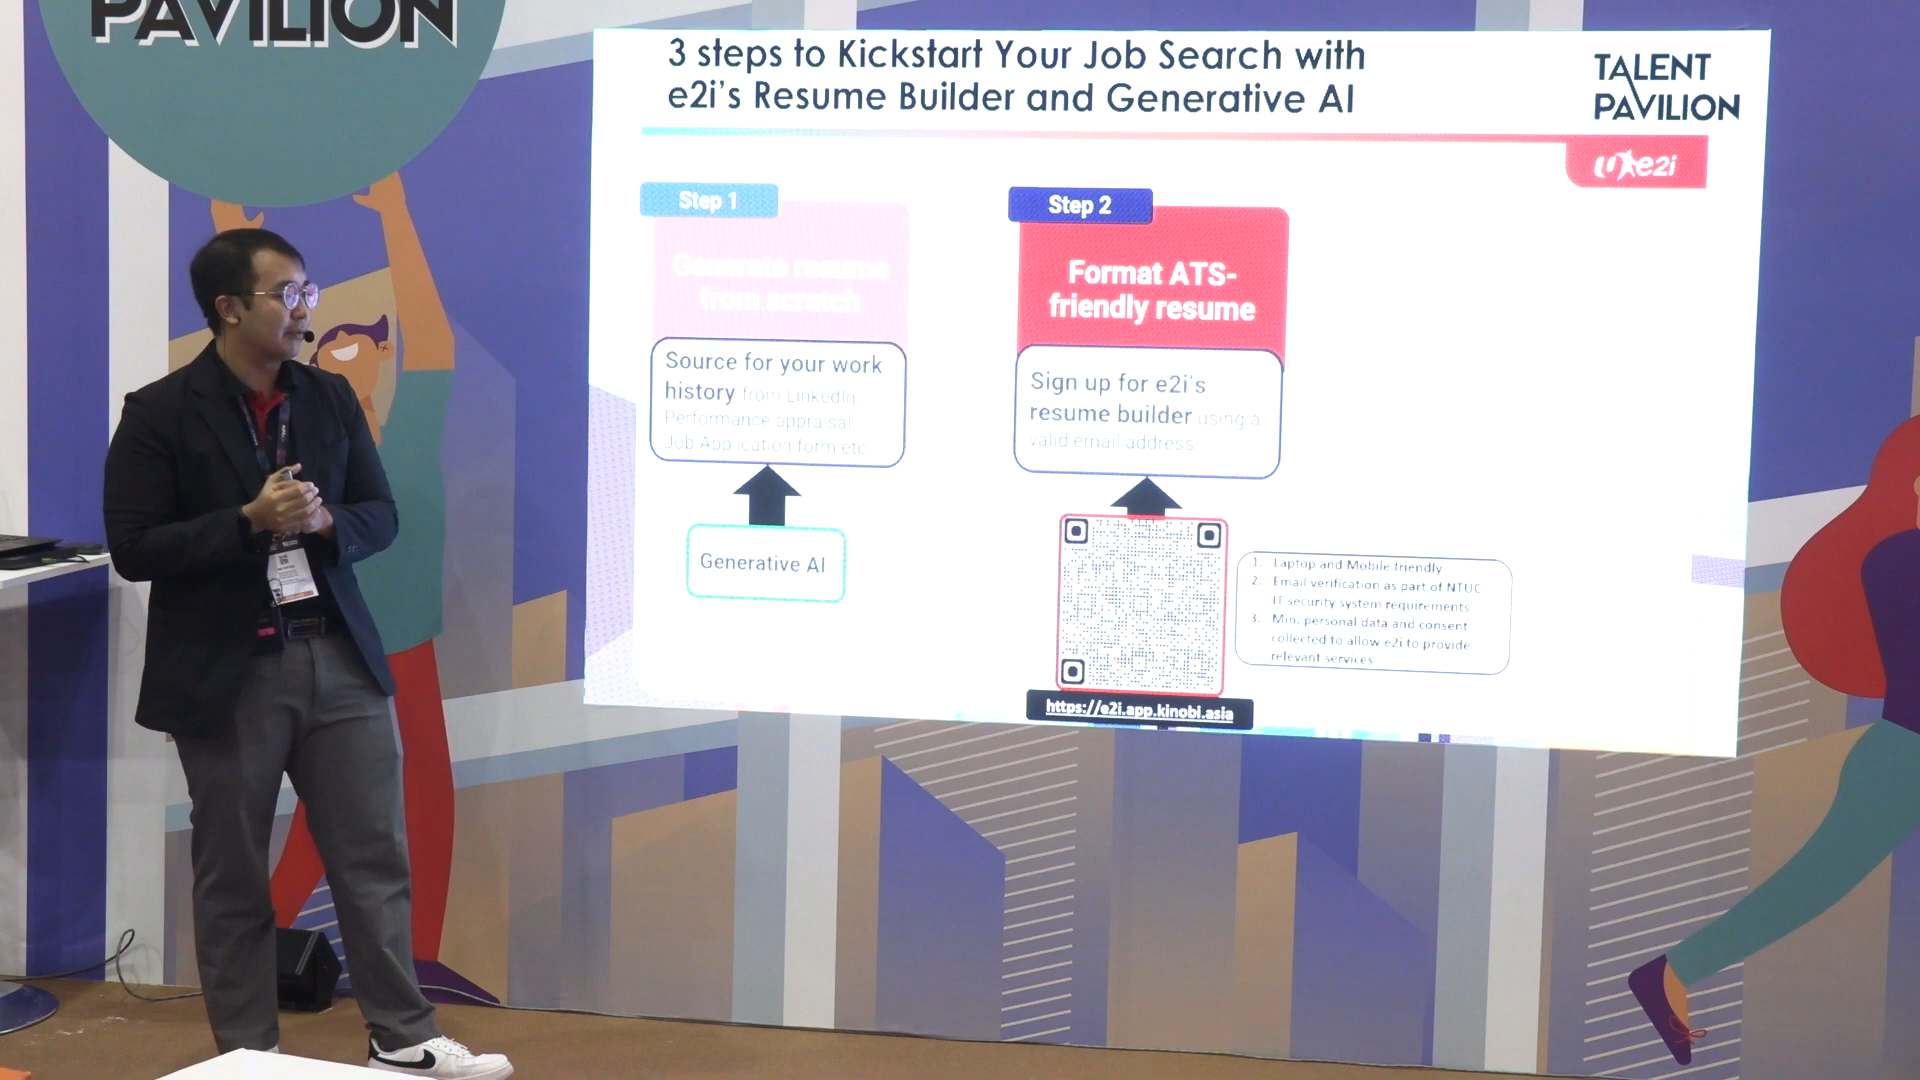 PAVILION
3 steps to Kickstart Your Job Search with
e2i's Resume Builder and Generative AI
TALENT
PAVILION
e2i
Step 1
Generate resume
from scratch
Source for your work
history from LinkedIn
Performance appraisal,
Job Application form etc
Generative AI
Step 2
Format ATS-
friendly resume
Sign up for e2i's
resume builder using a
valid email address
1. Laptop and Mobile friendly
2. Email verification as part of NTUC
IT security system requirements
3. Min. personal data and consent
collected to allow e2i to provide
relevant services
https://e2i.app.kinobi.asia